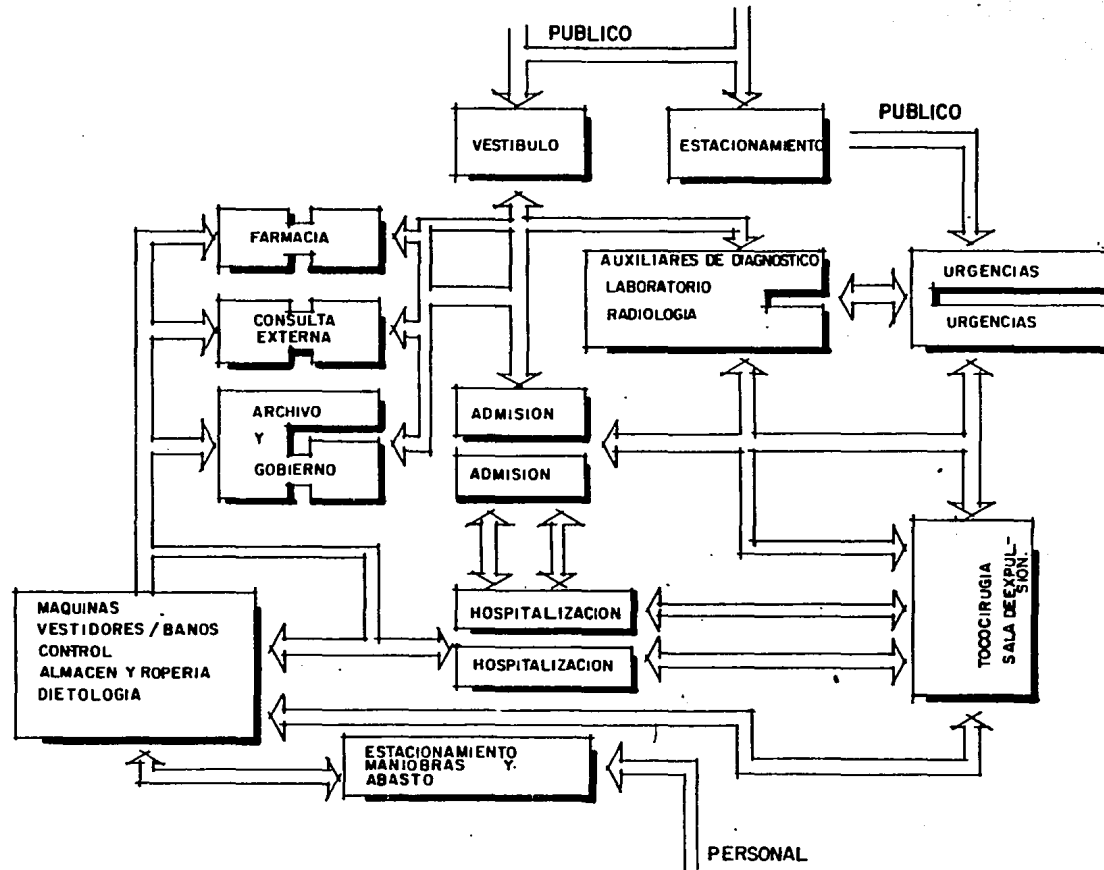 PUBLICO
VESTIBULO
ESTACIONAMIENTO
PUBLICO
FARMACIA
CONSULTA
EXTERNA
ARCHIVO
Y
GOBIERNO
AUXILIARES DE DIAGNOSTICO
LABORATORIO
RADIOLOGIA
URGENCIAS
URGENCIAS
ADMISION
ADMISION
HOSPITALIZACION
HOSPITALIZACION
TOCOCIRUGIA
SALA DE EXPUL-
SION.
MAQUINAS
VESTIDORES / BANOS
CONTROL
ALMACEN Y ROPERIA
DIETOLOGIA
ESTACIONAMIENTO
MANIOBRAS Y
ABASTO
PERSONAL